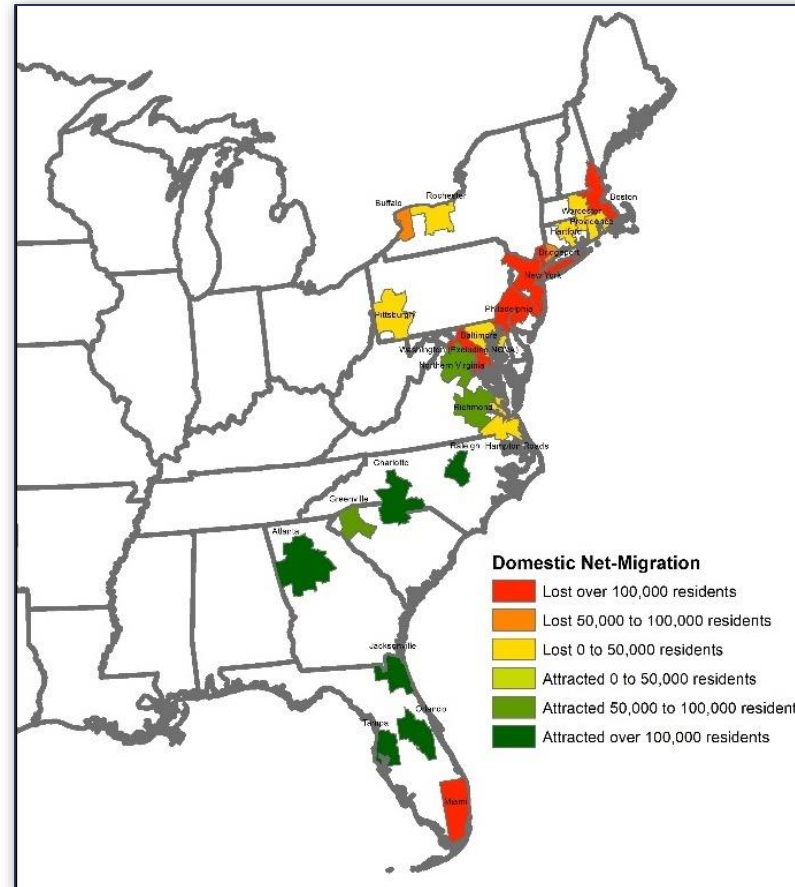 Rochester
Buffalo
Boston
Worcester
Providence
Hartford
Bridgeport
New York
Pittsburgh
Philadelphia
Baltimore
Washington (Excluding NOVA)
Northern Virginia
Richmond
Hampton Roads
Raleigh
Charlotte
Greenville
Atlanta
Jacksonville
Orlando
Tampa
Miami
Domestic Net-Migration
Lost over 100,000 residents
Lost 50,000 to 100,000 residents
Lost 0 to 50,000 residents
Attracted 0 to 50,000 residents
Attracted 50,000 to 100,000 resident
Attracted over 100,000 residents